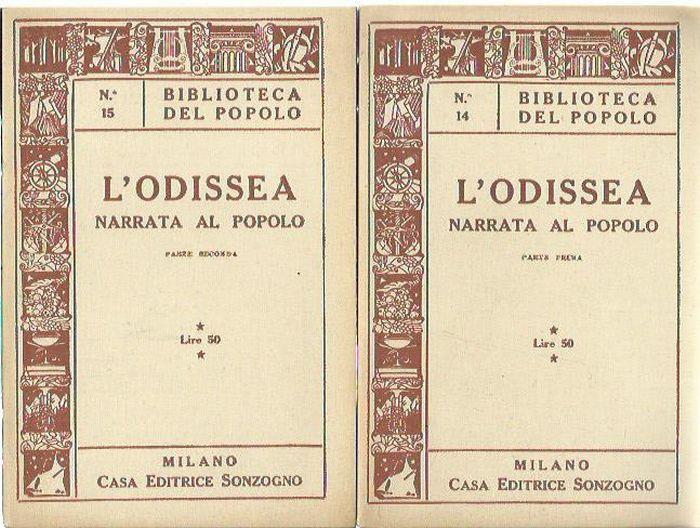 N.°
15
BIBLIOTECA
DEL POPOLO
L'ODISSEA
NARRATA AL POPOLO
PARTE SECONDA
Lire 50
MILANO
CASA EDITRICE SONZOGNO
N.°
14
BIBLIOTECA
DEL POPOLO
L'ODISSEA
NARRATA AL POPOLO
PARTE PRIMA
Lire 50
MILANO
CASA EDITRICE SONZOGNO